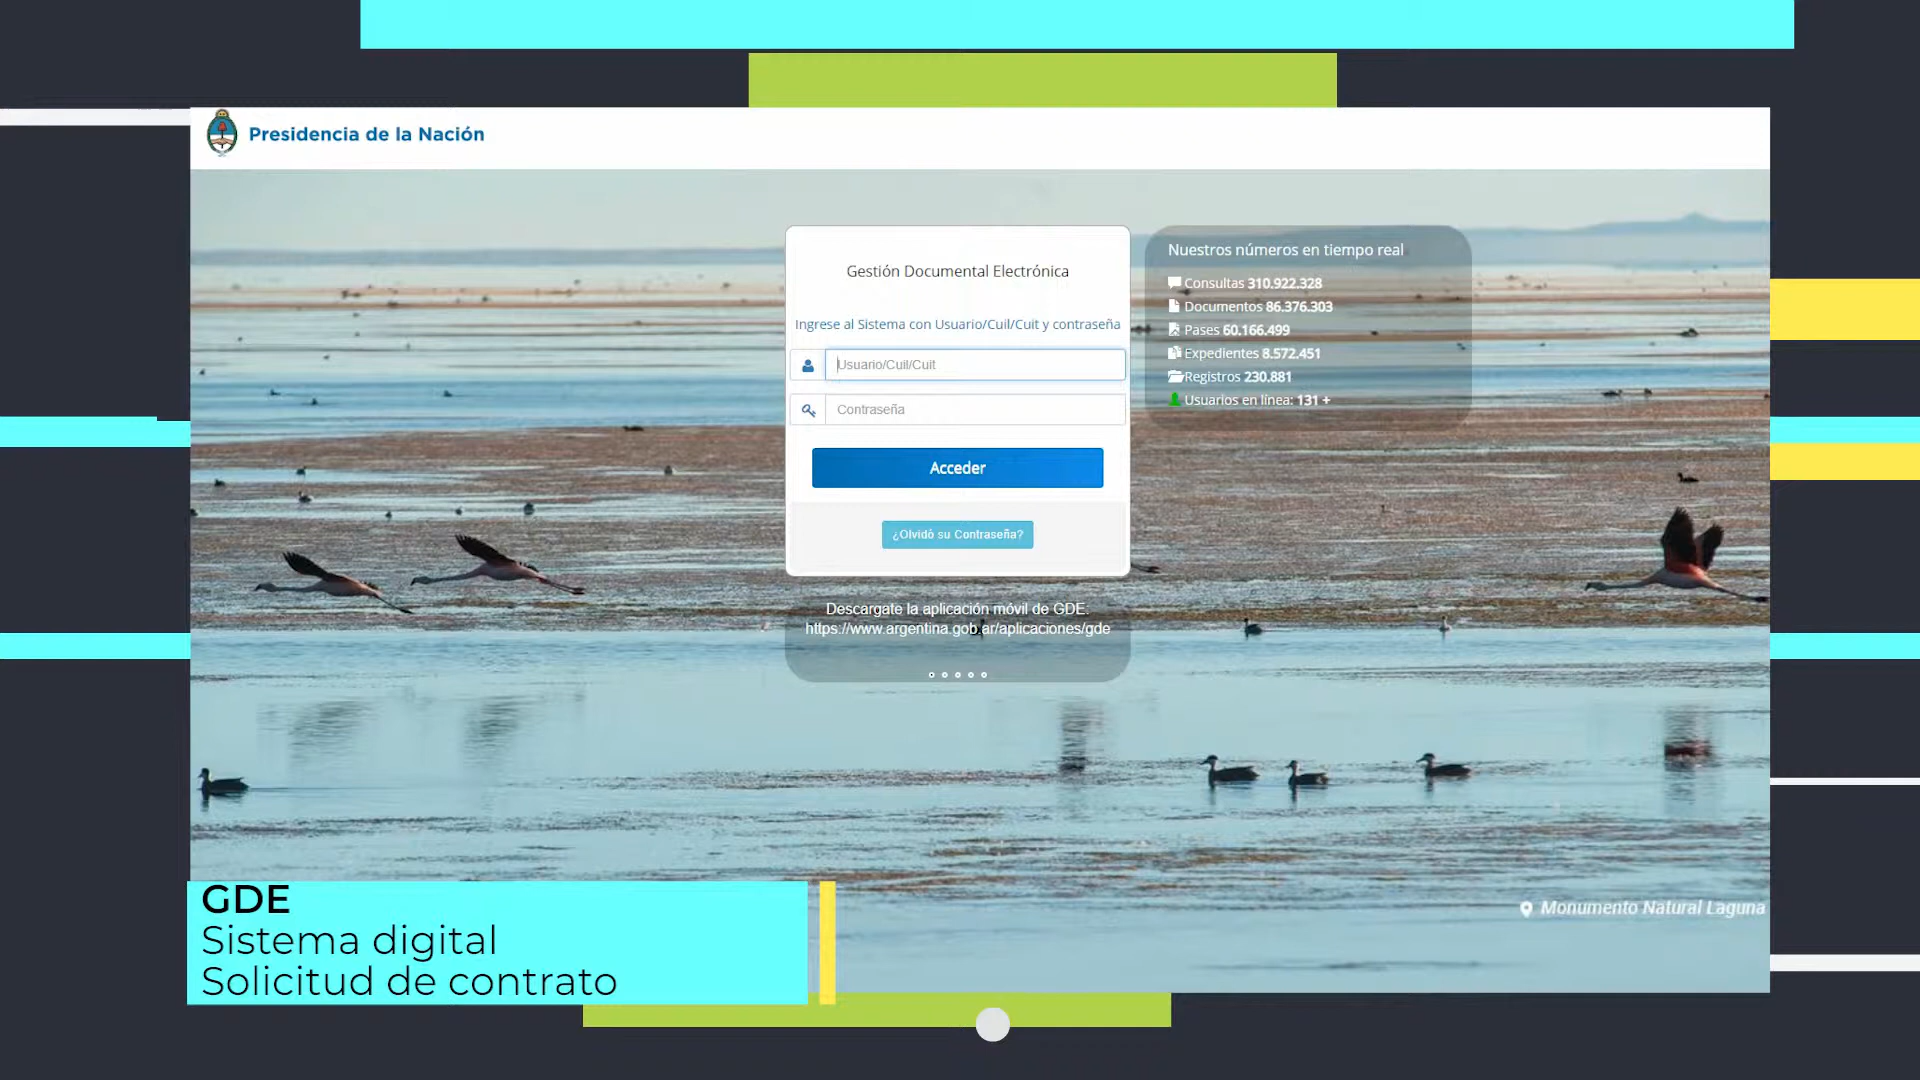 Presidencia de la Nación
Gestión Documental Electrónica
Ingrese al Sistema con Usuario/Cuil/Cuit y contraseña
Usuario/Cuil/Cuit
Contraseña
Acceder
¿Olvidó su Contraseña?
Descargate la aplicación móvil de GDE:
https://www.argentina.gob.ar/aplicaciones/gde
Nuestros números en tiempo real
Consultas 310.922.328
Documentos 86.376.303
Pases 60.166.499
Expedientes 8.572.451
Registros 230.881
Usuarios en línea: 131 +
Monumento Natural Laguna
GDE
Sistema digital
Solicitud de contrato